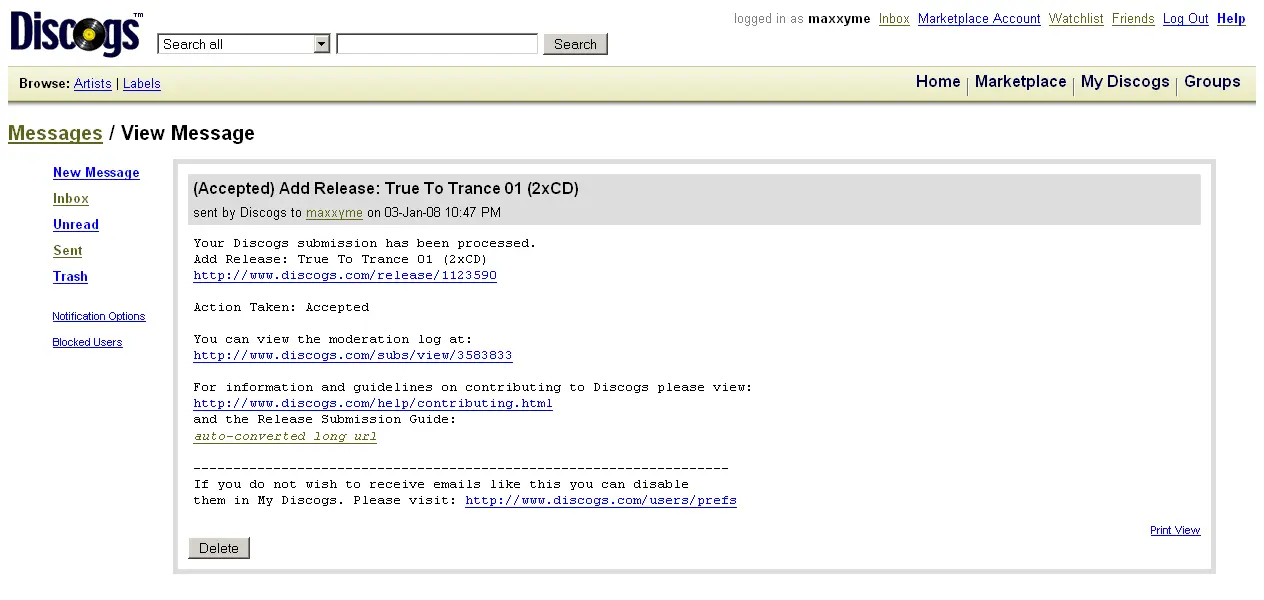 Discogs™
logged in as maxxyme Inbox Marketplace Account Watchlist Friends Log Out Help
Search all Search
Browse: Artists | Labels
Home | Marketplace | My Discogs | Groups
Messages / View Message
New Message
Inbox
Unread
Sent
Trash
Notification Options
Blocked Users
(Accepted) Add Release: True To Trance 01 (2xCD)
sent by Discogs to maxxyme on 03-Jan-08 10:47 PM
Your Discogs submission has been processed.
Add Release: True To Trance 01 (2xCD)
http://www.discogs.com/release/1123590
Action Taken: Accepted
You can view the moderation log at:
http://www.discogs.com/subs/view/3583833
For information and guidelines on contributing to Discogs please view:
http://www.discogs.com/help/contributing.html
and the Release Submission Guide:
auto-converted long url
-------------------------------------------------------------------
If you do not wish to receive emails like this you can disable
them in My Discogs. Please visit: http://www.discogs.com/users/prefs
Print View
Delete